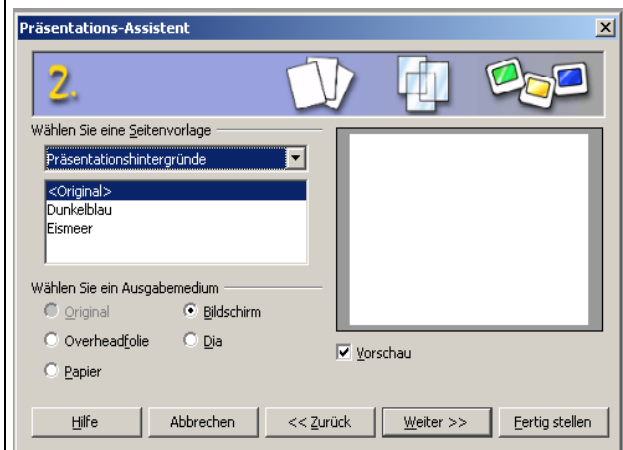 Präsentations-Assistent
2.
Wählen Sie eine Seitenvorlage
Präsentationshintergründe
<Original>
Dunkelblau
Eismeer
Wählen Sie ein Ausgabemedium
Original
Bildschirm
Overheadfolie
Dia
Papier
Vorschau
Hilfe
Abbrechen
<< Zurück
Weiter >>
Fertig stellen